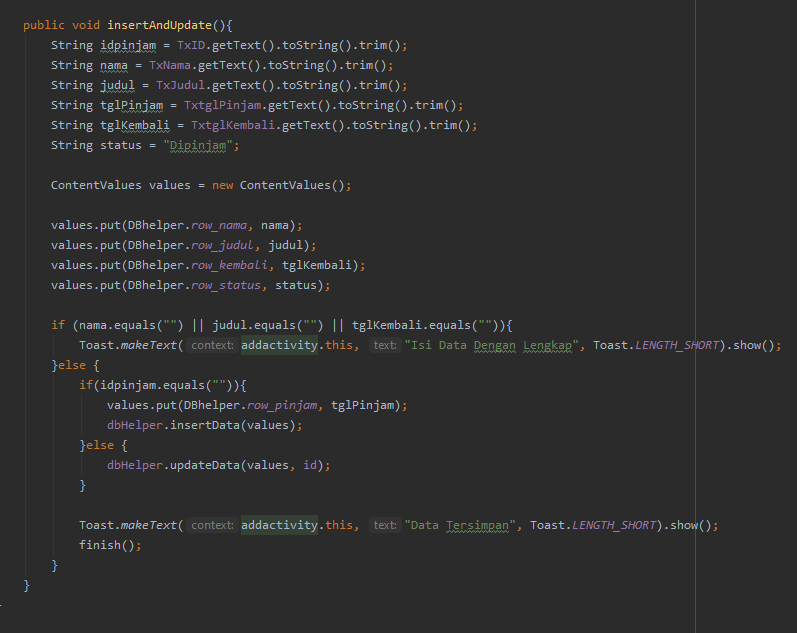 public void insertAndUpdate(){
    String idpinjam = TxID.getText().toString().trim();
    String nama = TxNama.getText().toString().trim();
    String judul = TxJudul.getText().toString().trim();
    String tglPinjam = TxtglPinjam.getText().toString().trim();
    String tglKembali = TxtglKembali.getText().toString().trim();
    String status = "Dipinjam";

    ContentValues values = new ContentValues();

    values.put(DBhelper.row_nama, nama);
    values.put(DBhelper.row_judul, judul);
    values.put(DBhelper.row_kembali, tglKembali);
    values.put(DBhelper.row_status, status);

    if (nama.equals("") || judul.equals("") || tglKembali.equals("")){
        Toast.makeText( context: addactivity.this, text: "Isi Data Dengan Lengkap", Toast.LENGTH_SHORT).show();
    }else {
        if(idpinjam.equals("")){
            values.put(DBhelper.row_pinjam, tglPinjam);
            dbHelper.insertData(values);
        }else {
            dbHelper.updateData(values, id);
        }

        Toast.makeText( context: addactivity.this, text: "Data Tersimpan", Toast.LENGTH_SHORT).show();
        finish();
    }
}